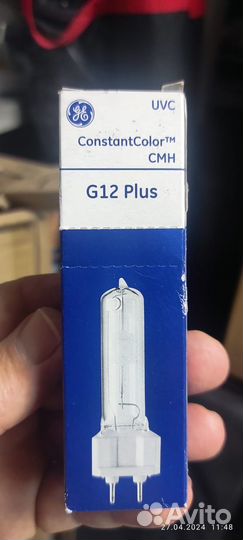 GE
UVC
ConstantColor™
CMH
G12 Plus
Avito
27.04.2024 11:48